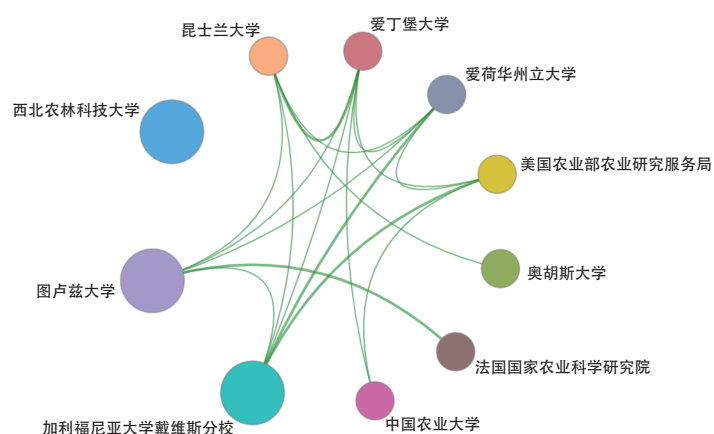 爱丁堡大学
昆士兰大学
爱荷华州立大学
西北农林科技大学
美国农业部农业研究服务局
奥胡斯大学
图卢兹大学
法国国家农业科学研究院
中国农业大学
加利福尼亚大学戴维斯分校